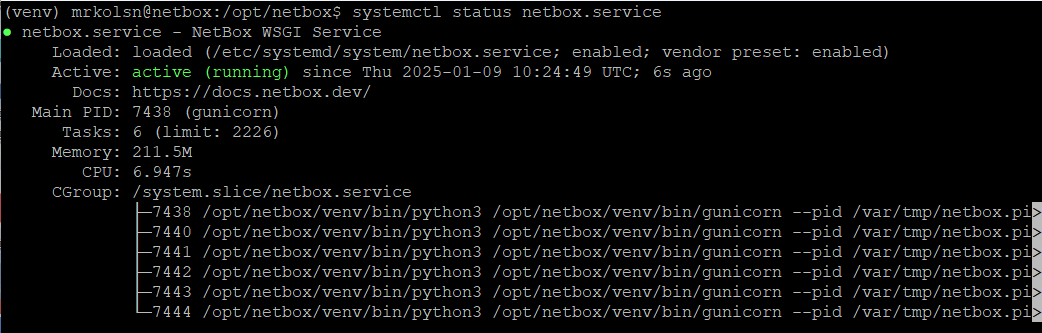 (venv) mrkolsn@netbox:/opt/netbox$ systemctl status netbox.service
● netbox.service - NetBox WSGI Service
     Loaded: loaded (/etc/systemd/system/netbox.service; enabled; vendor preset: enabled)
     Active: active (running) since Thu 2025-01-09 10:24:49 UTC; 6s ago
       Docs: https://docs.netbox.dev/
   Main PID: 7438 (gunicorn)
      Tasks: 6 (limit: 2226)
     Memory: 211.5M
        CPU: 6.947s
     CGroup: /system.slice/netbox.service
             ├─7438 /opt/netbox/venv/bin/python3 /opt/netbox/venv/bin/gunicorn --pid /var/tmp/netbox.pi>
             ├─7440 /opt/netbox/venv/bin/python3 /opt/netbox/venv/bin/gunicorn --pid /var/tmp/netbox.pi>
             ├─7441 /opt/netbox/venv/bin/python3 /opt/netbox/venv/bin/gunicorn --pid /var/tmp/netbox.pi>
             ├─7442 /opt/netbox/venv/bin/python3 /opt/netbox/venv/bin/gunicorn --pid /var/tmp/netbox.pi>
             ├─7443 /opt/netbox/venv/bin/python3 /opt/netbox/venv/bin/gunicorn --pid /var/tmp/netbox.pi>
             └─7444 /opt/netbox/venv/bin/python3 /opt/netbox/venv/bin/gunicorn --pid /var/tmp/netbox.pi>